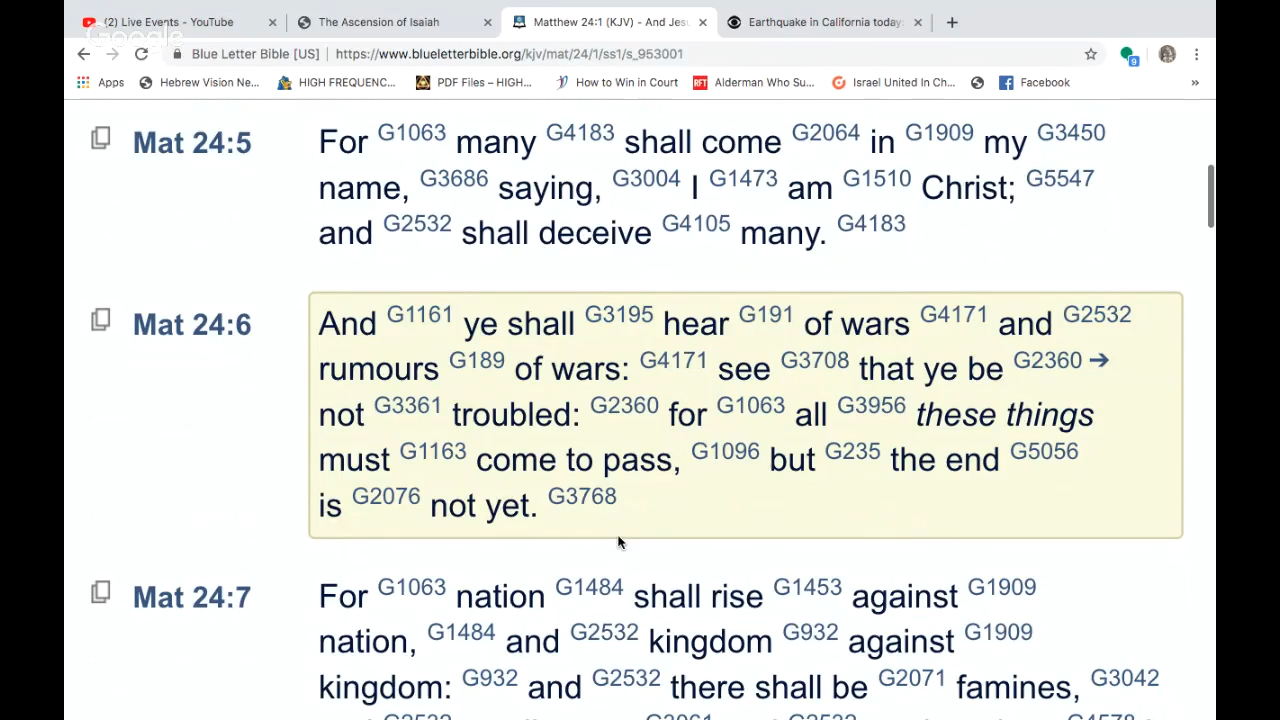 (2) Live Events - YouTube
The Ascension of Isaiah
Matthew 24:1 (KJV) - And Jesu
Earthquake in California today:
Google
Blue Letter Bible [US]
https://www.blueletterbible.org/kjv/mat/24/1/ss1/s_953001
9
Apps
Hebrew Vision Ne...
HIGH FREQUENC...
PDF Files – HIGH...
How to Win in Court
RFT
Alderman Who Su...
Israel United In Ch...
Facebook
»
Mat 24:5
For G1063 many G4183 shall come G2064 in G1909 my G3450
name, G3686 saying, G3004 I G1473 am G1510 Christ; G5547
and G2532 shall deceive G4105 many. G4183
Mat 24:6
And G1161 ye shall G3195 hear G191 of wars G4171 and G2532
rumours G189 of wars: G4171 see G3708 that ye be G2360 ➔
not G3361 troubled: G2360 for G1063 all G3956 these things
must G1163 come to pass, G1096 but G235 the end G5056
is G2076 not yet. G3768
Mat 24:7
For G1063 nation G1484 shall rise G1453 against G1909
nation, G1484 and G2532 kingdom G932 against G1909
kingdom: G932 and G2532 there shall be G2071 famines, G3042
G2532 G3061 G2532 G4578